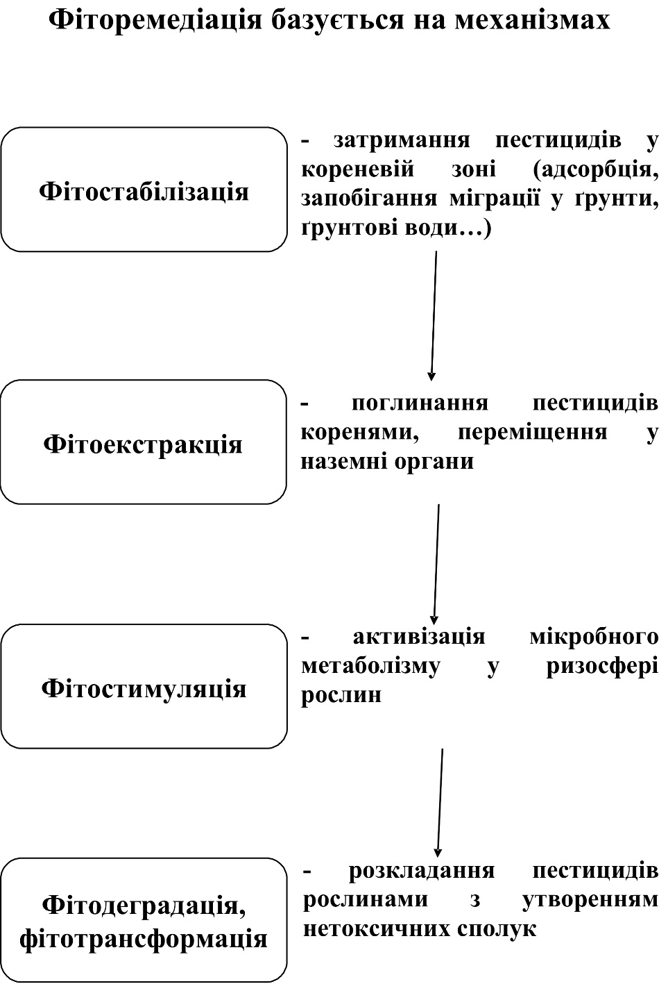 Фіторемедіація базується на механізмах
Фітостабілізація
- затримання пестицидів у
кореневій зоні (адсорбція,
запобігання міграції у ґрунти,
ґрунтові води…)
Фітоекстракція
- поглинання пестицидів
коренями, переміщення у
наземні органи
Фітостимуляція
- активізація мікробного
метаболізму у ризосфері
рослин
Фітодеградація,
фітотрансформація
- розкладання пестицидів
рослинами з утворенням
нетоксичних сполук